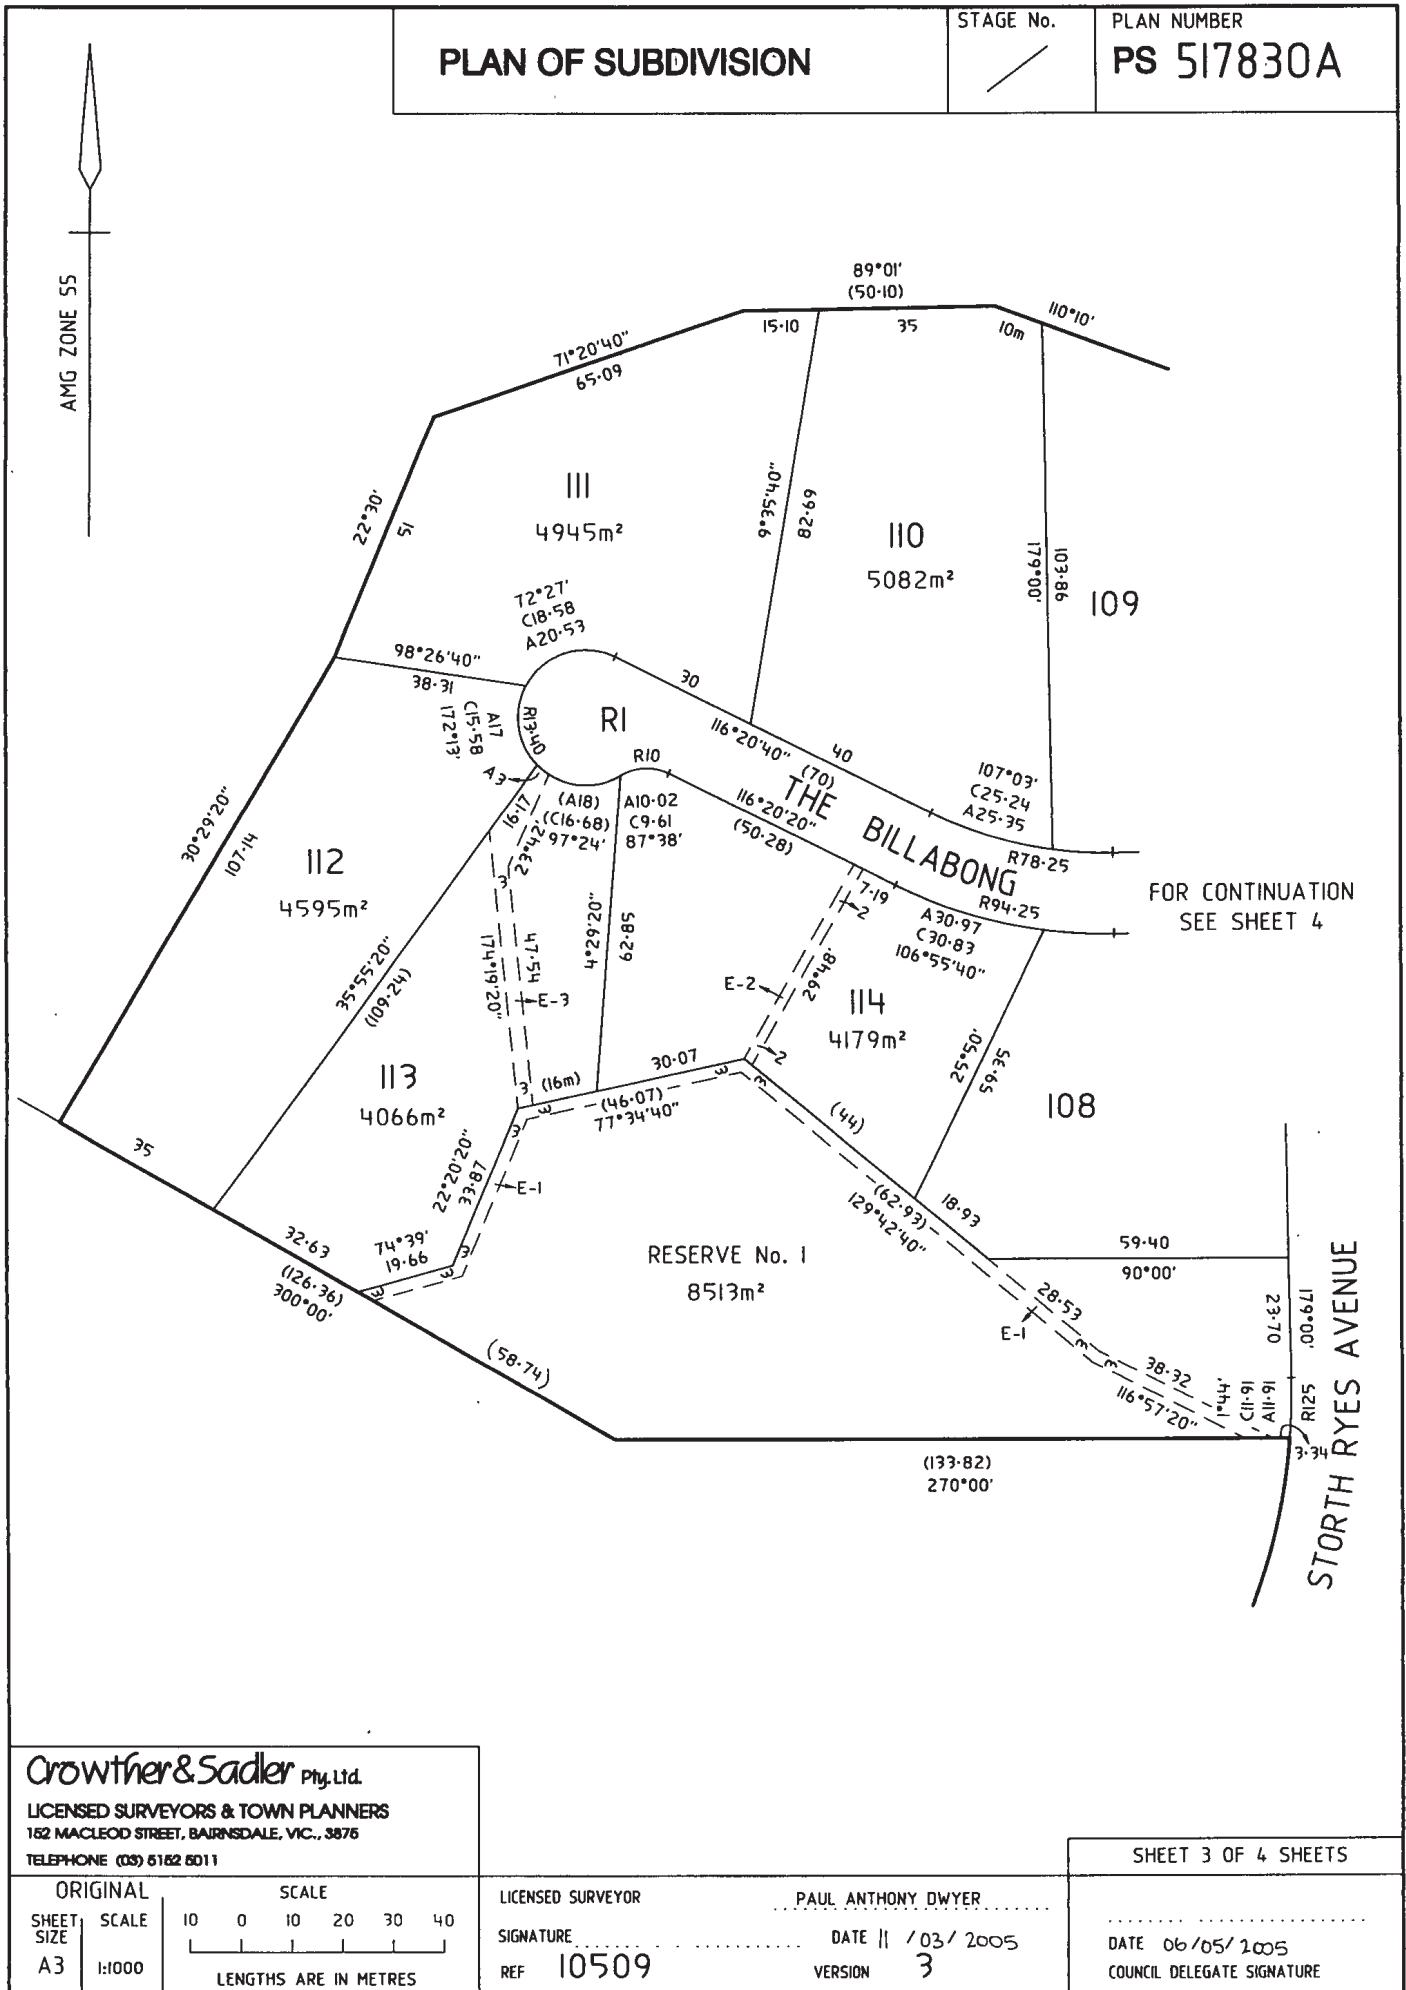 PLAN OF SUBDIVISION
STAGE No.
PLAN NUMBER
PS 517830A
AMG ZONE 55
89°01'
(50·10)
15·10
35
10m
110°10'
71°20'40"
65·09
22°30'
51
111
4945m²
9°35'40"
82·69
110
5082m²
179°00'
103·86
109
72°27'
C18·58
A20·53
98°26'40"
38·31
A17
C15·58
172°13'
R13·40
R1
30
116°20'40"
(70)
40
107°03'
C25·24
A25·35
R10
A3
THE BILLABONG
R78·25
R94·25
FOR CONTINUATION
SEE SHEET 4
30°29'20"
107·14
112
4595m²
16·17
23°42'
(A18)
(C16·68)
97°24'
A10·02
C9·61
87°38'
116°20'20"
(50·28)
7·19
2
A30·97
C30·83
106°55'40"
3
35°55'20"
(109·24)
174°19'20"
47·54
E-3
4°29'20"
62·85
E-2
29°48'
114
4179m²
2
25°50'
59·35
108
113
4066m²
3
(16m)
3
30·07
(46·07)
77°34'40"
3
3
(44)
35
22°20'20"
33·87
3
E-1
(62·93)
129°42'40"
18·93
32·63
(126·36)
300°00'
74°39'
19·66
3
3
3
RESERVE No. 1
8513m²
59·40
90°00'
28·53
E-1
3
3
38·32
116°57'20"
23·70
179°00'
1°44'
C11·91
A11·91
R125
3·34
STORTH RYES AVENUE
(58·74)
(133·82)
270°00'
Crowther & Sadler Pty. Ltd.
LICENSED SURVEYORS & TOWN PLANNERS
152 MACLEOD STREET, BAIRNSDALE, VIC., 3875
TELEPHONE (03) 5152 5011
SHEET 3 OF 4 SHEETS
ORIGINAL
SHEET SIZE
SCALE
A3
1:1000
SCALE
10 0 10 20 30 40
LENGTHS ARE IN METRES
LICENSED SURVEYOR PAUL ANTHONY DWYER
SIGNATURE DATE 11 / 03 / 2005
REF 10509 VERSION 3
DATE 06 / 05 / 2005
COUNCIL DELEGATE SIGNATURE